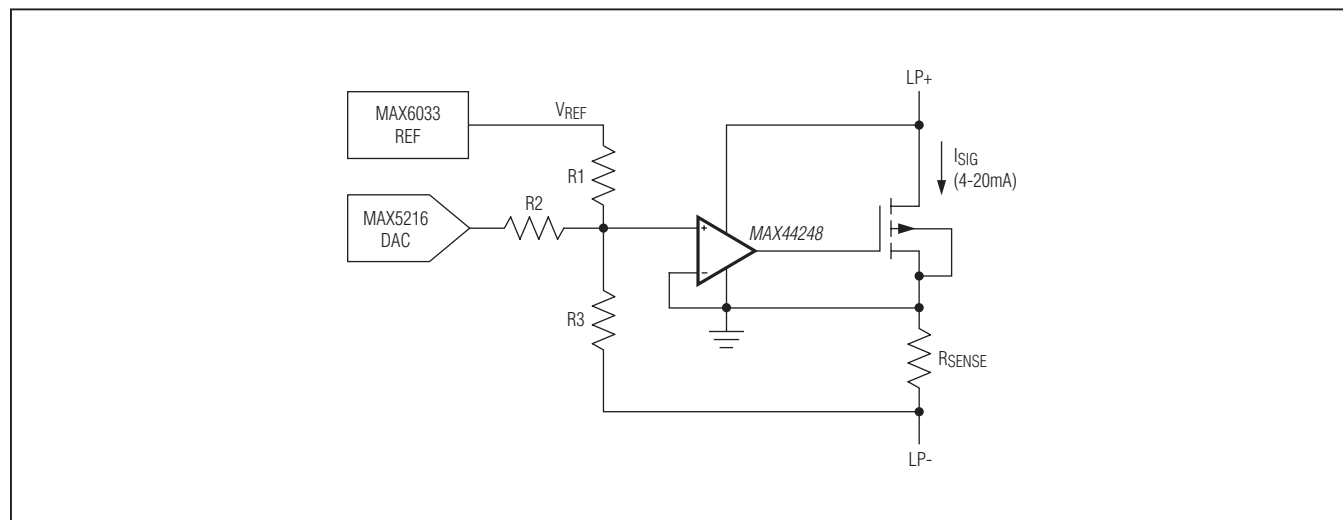 LP+
MAX6033
REF
VREF
ISIG
(4-20mA)
R1
MAX5216
DAC
R2
+
MAX44248
-
R3
RSENSE
LP-